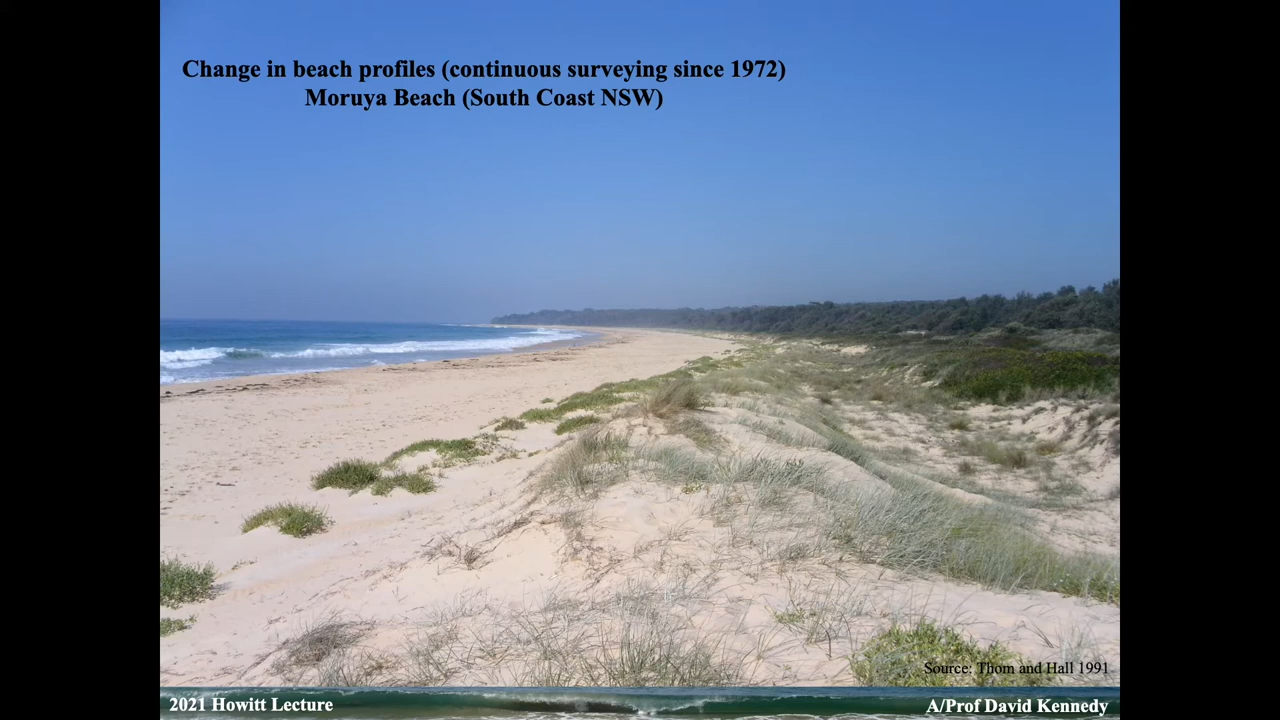 Change in beach profiles (continuous surveying since 1972)
Moruya Beach (South Coast NSW)
Source: Thom and Hall 1991
2021 Howitt Lecture
A/Prof David Kennedy